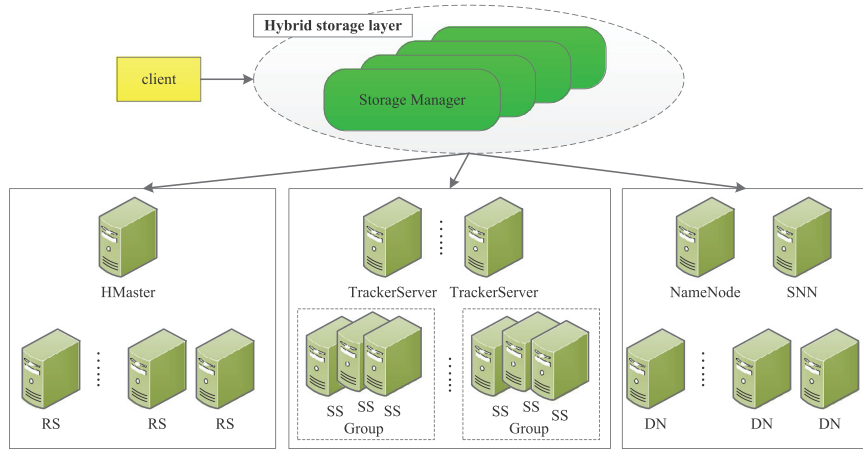 Hybrid storage layer
client
Storage Manager
HMaster
RS
RS
RS
TrackerServer
TrackerServer
SS
SS
SS
Group
SS
SS
SS
Group
NameNode
SNN
DN
DN
DN